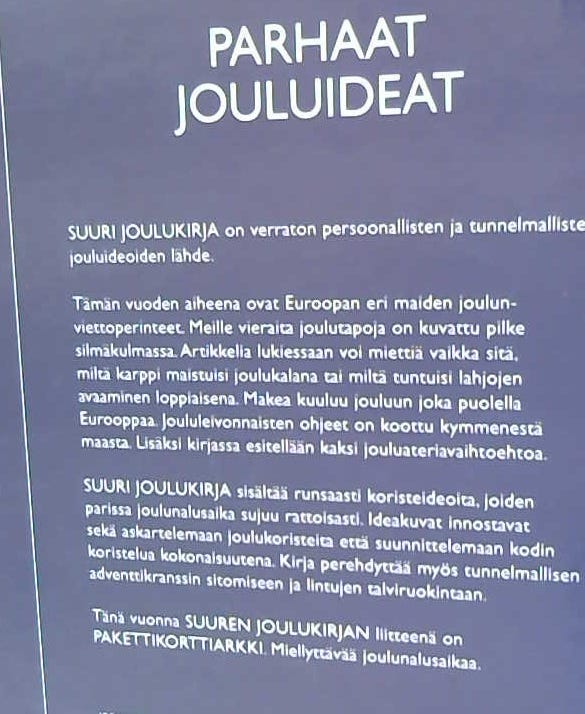 PARHAAT
JOULUIDEAT
SUURI JOULUKIRJA on verraton persoonallisten ja tunnelmalliste
jouluideoiden lähde.
Tämän vuoden aiheena ovat Euroopan eri maiden joulun-
viettoperinteet. Meille vieraita joulutapoja on kuvattu pilke
silmäkulmassa. Artikkelia lukiessaan voi miettiä vaikka sitä,
miltä karppi maistuisi joulukalana tai miltä tuntuisi lahjojen
avaaminen loppiaisena. Makea kuuluu jouluun joka puolella
Eurooppaa. Joululeivonnaisten ohjeet on koottu kymmenestä
maasta. Lisäksi kirjassa esitellään kaksi jouluateriavaihtoehtoa.
SUURI JOULUKIRJA sisältää runsaasti koristeideoita, joiden
parissa joulunalusaika sujuu rattoisasti. Ideakuvat innostavat
sekä askartelemaan joulukoristeita että suunnittelemaan kodin
koristelua kokonaisuutena. Kirja perehdyttää myös tunnelmallisen
adventtikranssin sitomiseen ja lintujen talviruokintaan.
Tänä vuonna SUUREN JOULUKIRJAN liitteenä on
PAKETTIKORTTIARKKI. Miellyttävää joulunalusaikaa.